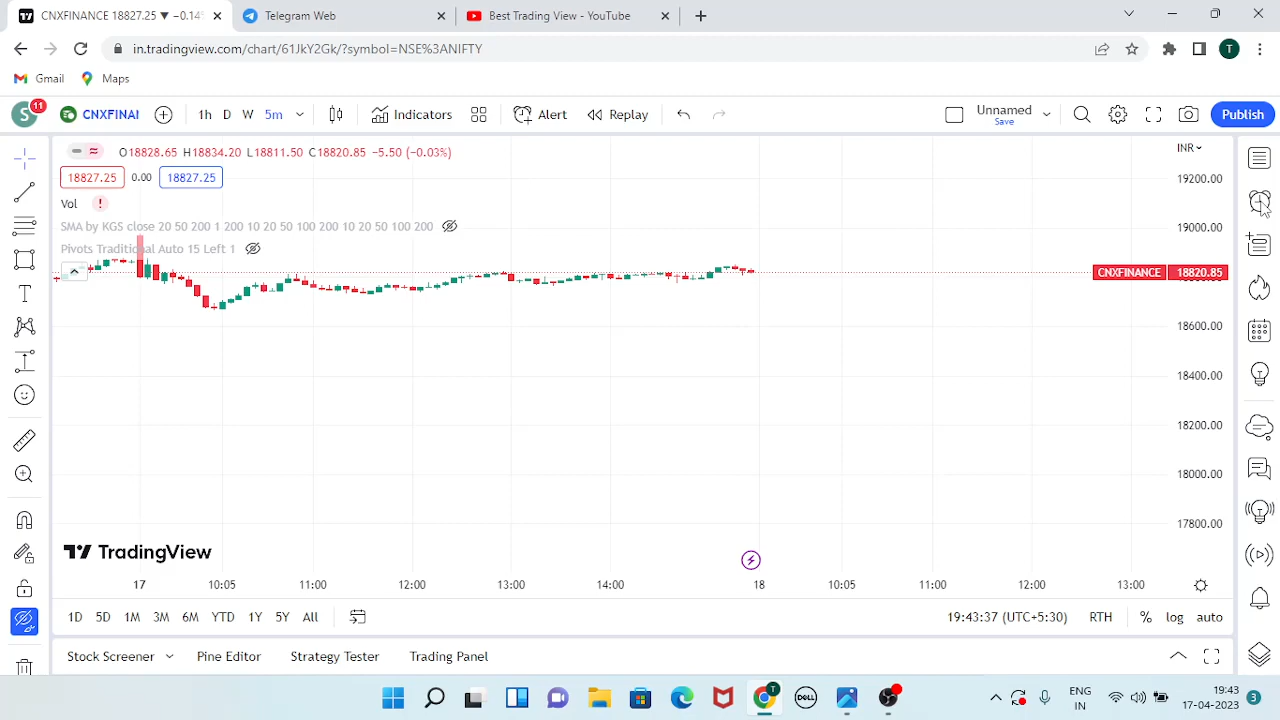 CNXFINANCE 18827.25 ▼ −0.14%
Telegram Web
Best Trading View - YouTube
in.tradingview.com/chart/61JkY2Gk/?symbol=NSE%3ANIFTY
T
Gmail
Maps
S
11
CNXFINAI
1h
D
W
5m
Indicators
Alert
Replay
Unnamed
Save
Publish
O18828.65 H18834.20 L18811.50 C18820.85 −5.50 (−0.03%)
INR
18827.25
0.00
18827.25
19200.00
Vol
SMA by KGS close 20 50 200 1 200 10 20 50 100 200 10 20 50 100 200
19000.00
Pivots Traditional Auto 15 Left 1
CNXFINANCE
18820.85
18600.00
18400.00
18200.00
18000.00
17800.00
TradingView
17
10:05
11:00
12:00
13:00
14:00
18
10:05
11:00
12:00
13:00
1D
5D
1M
3M
6M
YTD
1Y
5Y
All
19:43:37 (UTC+5:30)
RTH
%
log
auto
Stock Screener
Pine Editor
Strategy Tester
Trading Panel
T
DELL
ENG
IN
19:43
17-04-2023
3